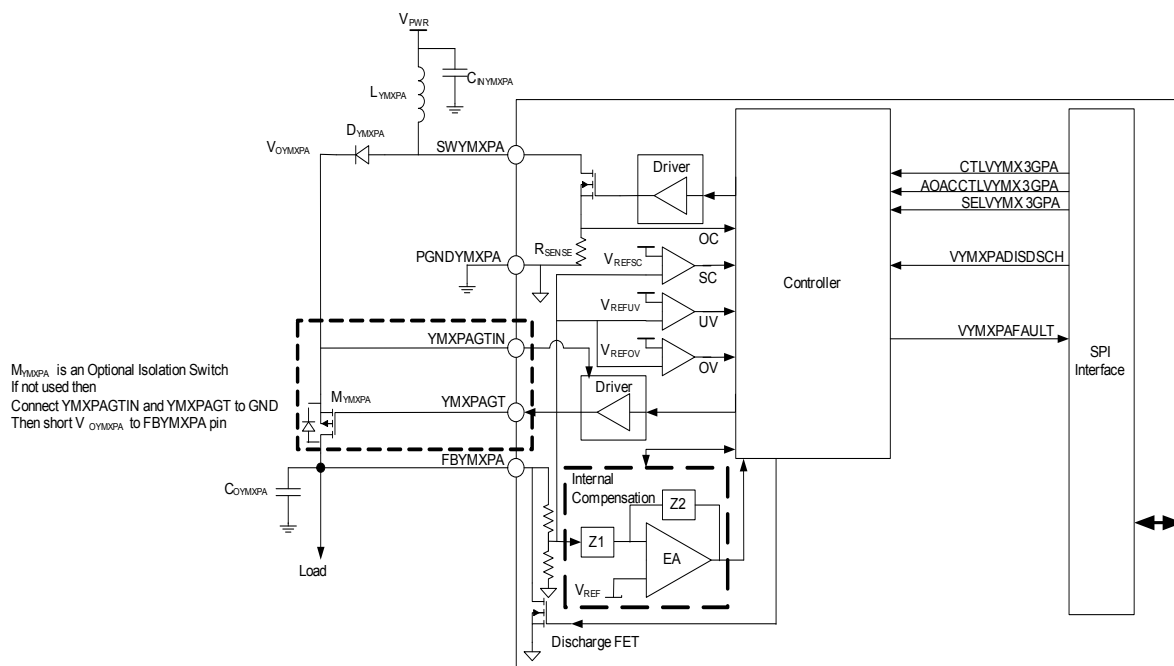 VPWR
CINYMXPA
LYMXPA
DYMXPA
VOYMXPA
SWYMXPA
Driver
CTLVYMX3GPA
AOACCTLVYMX3GPA
SELVYMX3GPA
OC
RSENSE
PGNDYMXPA
VREFSC
SC
VYMXPADISDSCH
Controller
VREFUV
UV
YMXPAGTIN
VREFOV
OV
VYMXPAFAULT
SPI
Interface
MYMXPA is an Optional Isolation Switch
If not used then
Connect YMXPAGTIN and YMXPAGT to GND
Then short VOYMXPA to FBYMXPA pin
MYMXPA
YMXPAGT
Driver
FBYMXPA
COYMXPA
Internal
Compensation
Z2
Z1
EA
VREF
Load
Discharge FET